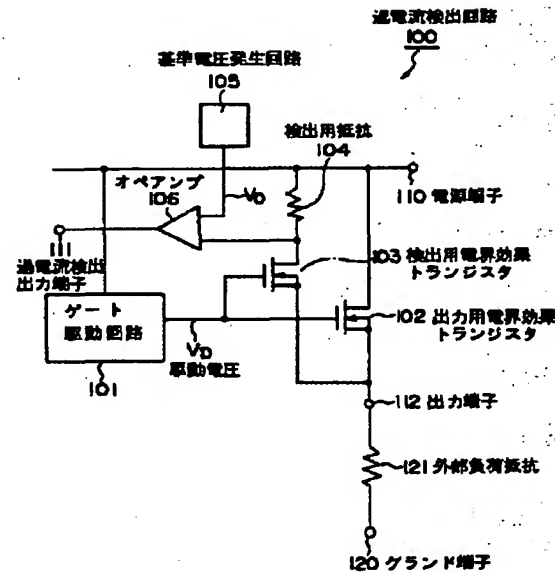 過電流検出回路
100
基準電圧発生回路
105
検出用抵抗
104
オペアンプ
106
VD
110 電源端子
111
過電流検出
出力端子
103 検出用電界効果
トランジスタ
ゲート
駆動回路
102 出力用電界効果
トランジスタ
VD
駆動電圧
101
112 出力端子
121 外部負荷抵抗
120 グランド端子